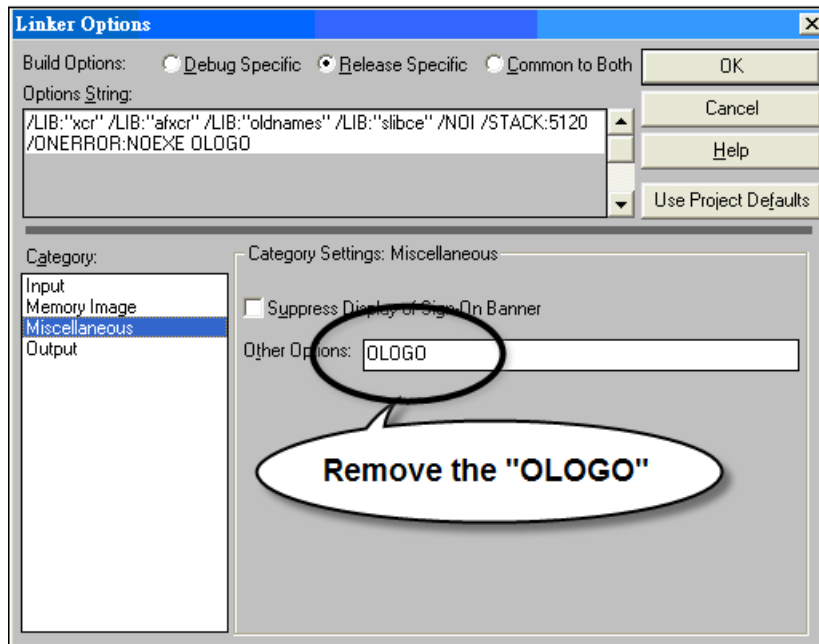 Linker Options
Build Options: Debug Specific Release Specific Common to Both
OK
Options String:
/LIB:"xcr" /LIB:"afxcr" /LIB:"oldnames" /LIB:"slibce" /NOI /STACK:5120
/ONERROR:NOEXE OLOGO
Cancel
Help
Use Project Defaults
Category:
Input
Memory Image
Miscellaneous
Output
Category Settings: Miscellaneous
Suppress Display of Sign-On Banner
Other Options: OLOGO
Remove the "OLOGO"